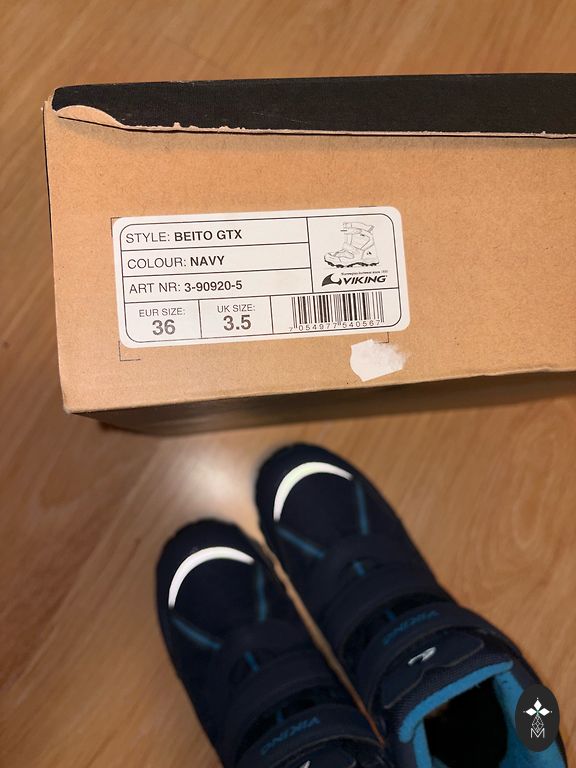 STYLE: BEITO GTX
COLOUR: NAVY
ART NR: 3-90920-5
VIKING
EUR SIZE:
36
UK SIZE:
3.5
7 054977 540567
VIKING
VIKING